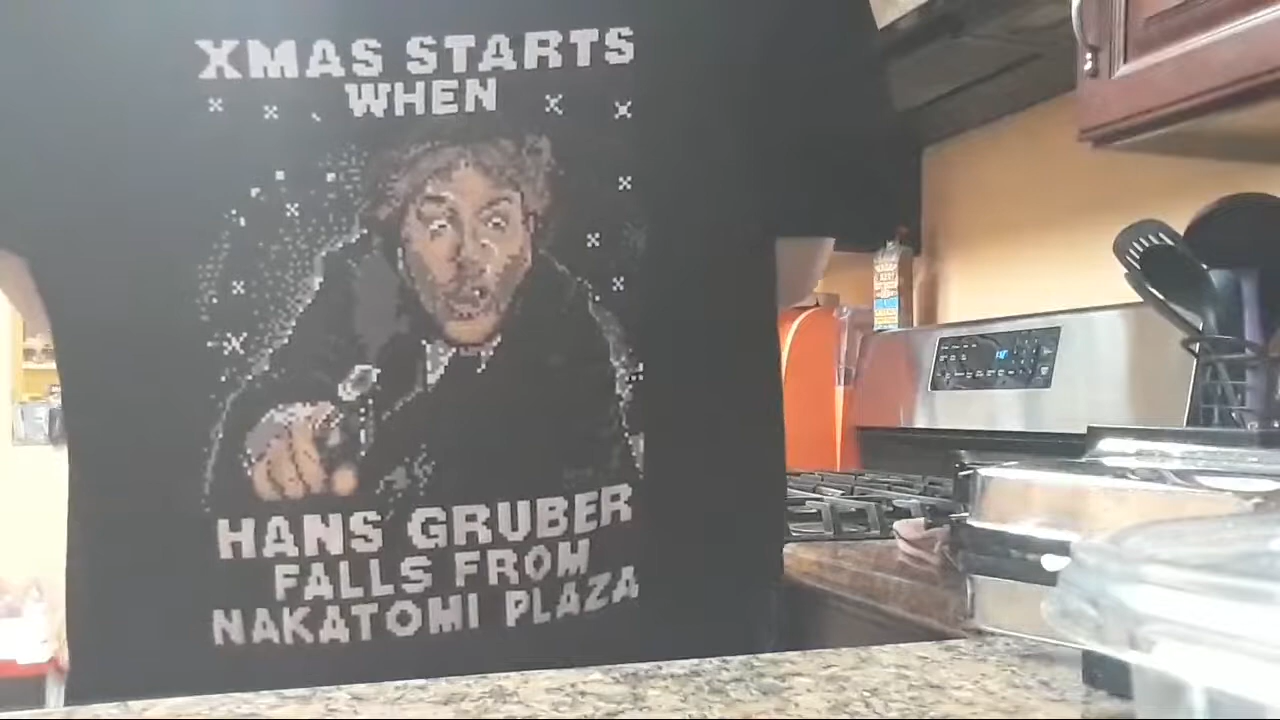 XMAS STARTS
WHEN
HANS GRUBER
FALLS FROM
NAKATOMI PLAZA